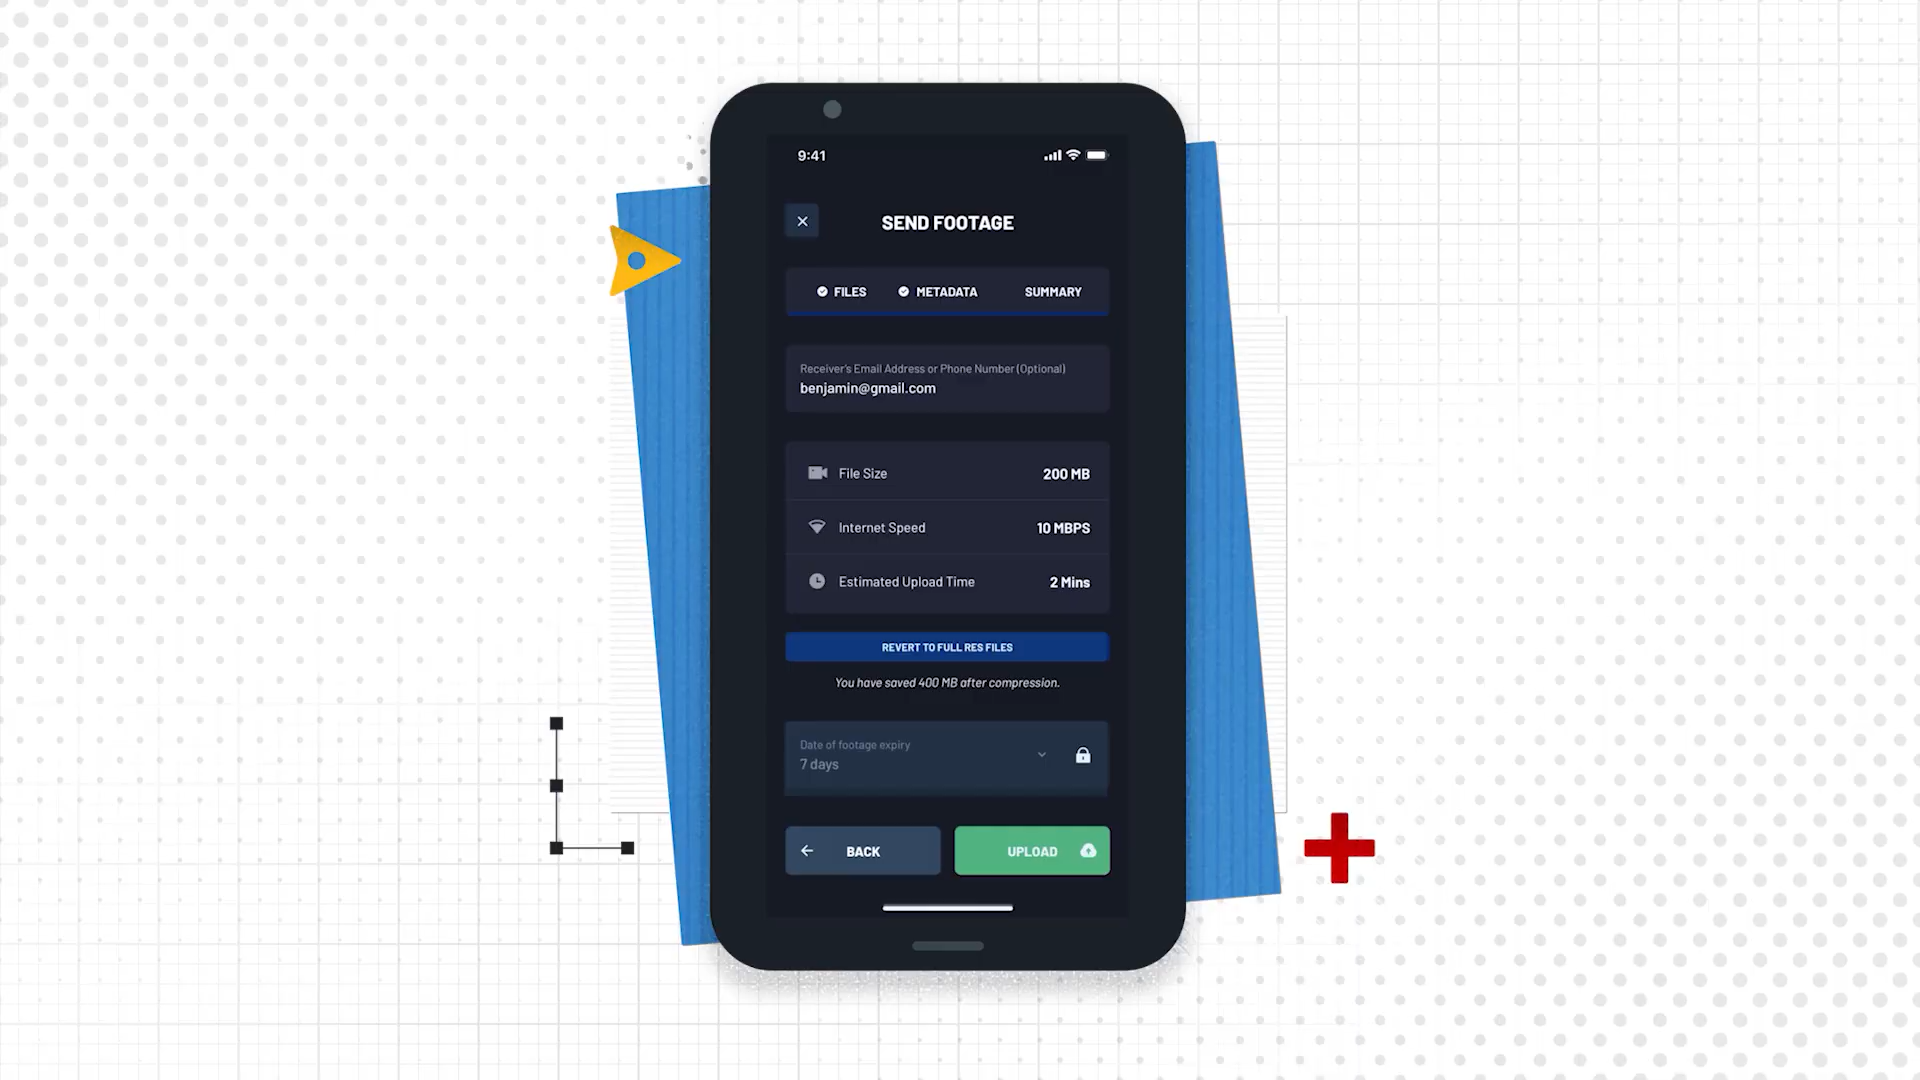 9:41
SEND FOOTAGE
FILES METADATA SUMMARY
Receiver's Email Address or Phone Number (Optional)
benjamin@gmail.com
File Size 200 MB
Internet Speed 10 MBPS
Estimated Upload Time 2 Mins
REVERT TO FULL RES FILES
You have saved 400 MB after compression.
Date of footage expiry
7 days
BACK UPLOAD